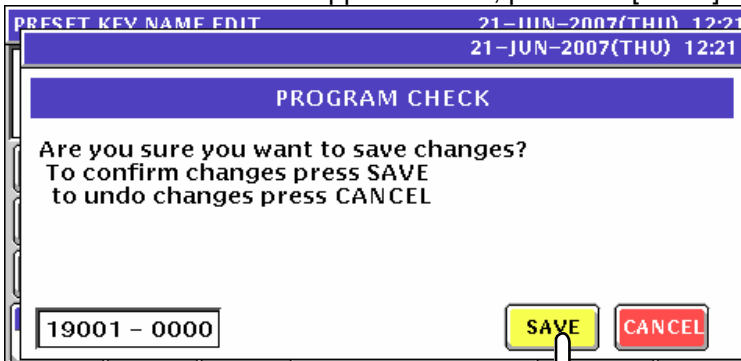 PRESET KEY NAME EDIT 21-JUN-2007(THU) 12:21
21-JUN-2007(THU) 12:21
PROGRAM CHECK
Are you sure you want to save changes?
To confirm changes press SAVE
to undo changes press CANCEL
19001 - 0000 SAVE CANCEL